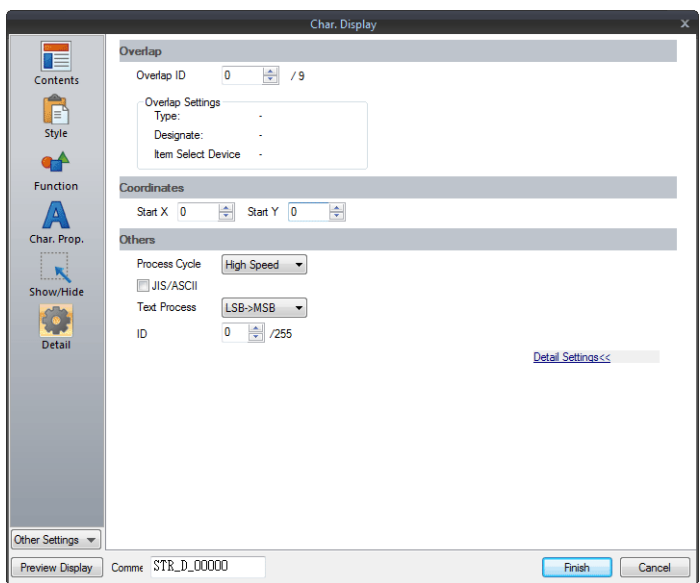 Char. Display
x
Contents
Style
Function
A
Char. Prop.
Show/Hide
Detail
Other Settings
Overlap
Overlap ID 0 / 9
Overlap Settings
Type: -
Designate: -
Item Select Device -
Coordinates
Start X 0 Start Y 0
Others
Process Cycle High Speed
JIS/ASCII
Text Process LSB->MSB
ID 0 /255
Detail Settings<<
Preview Display Comme STR_D_00000 Finish Cancel